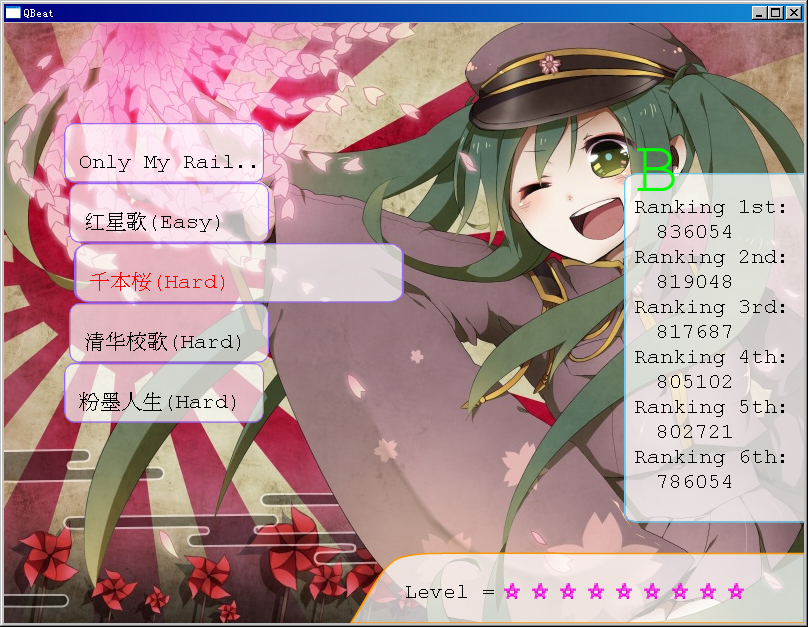 QBeat
Only My Rail..
红星歌(Easy)
千本桜(Hard)
清华校歌(Hard)
粉墨人生(Hard)
B
Ranking 1st:
836054
Ranking 2nd:
819048
Ranking 3rd:
817687
Ranking 4th:
805102
Ranking 5th:
802721
Ranking 6th:
786054
Level = ☆☆☆☆☆☆☆☆☆